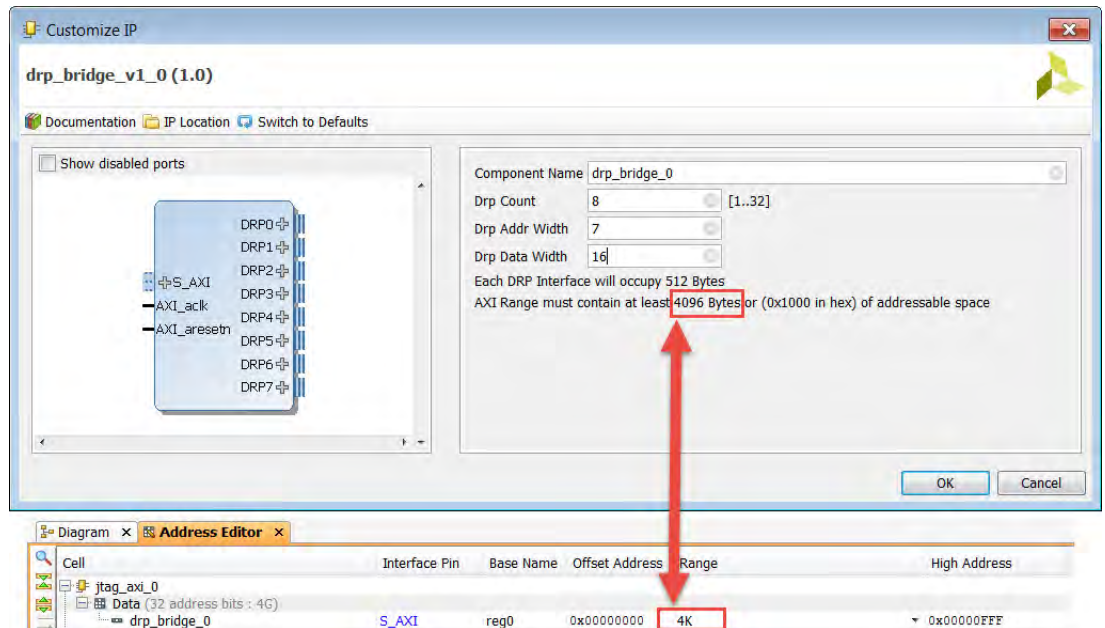 Customize IP
drp_bridge_v1_0 (1.0)
Documentation IP Location Switch to Defaults
Show disabled ports
DRP0
DRP1
DRP2
S_AXI
DRP3
AXI_aclk
DRP4
AXI_aresetn
DRP5
DRP6
DRP7
Component Name drp_bridge_0
Drp Count 8 [1..32]
Drp Addr Width 7
Drp Data Width 16
Each DRP Interface will occupy 512 Bytes
AXI Range must contain at least 4096 Bytes or (0x1000 in hex) of addressable space
OK Cancel
Diagram Address Editor
Cell Interface Pin Base Name Offset Address Range High Address
jtag_axi_0
Data (32 address bits : 4G)
drp_bridge_0 S_AXI reg0 0x00000000 4K 0x00000FFF